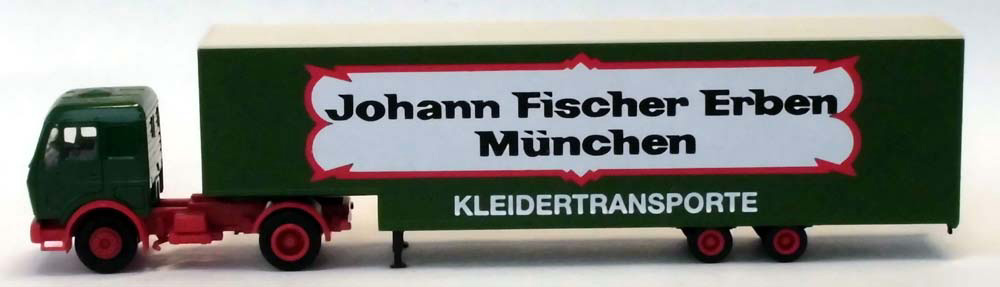 Johann Fischer Erben
München
KLEIDERTRANSPORTE